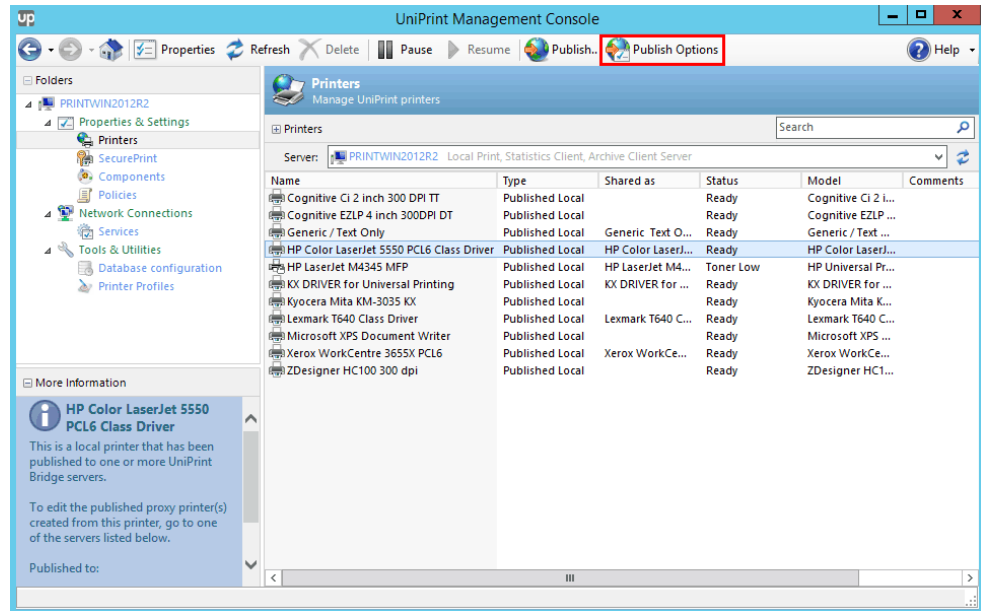 up UniPrint Management Console
Properties Refresh Delete Pause Resume Publish.. Publish Options Help
Folders
PRINTWIN2012R2
Properties & Settings
Printers
SecurePrint
Components
Policies
Network Connections
Services
Tools & Utilities
Database configuration
Printer Profiles
More Information
HP Color LaserJet 5550
PCL6 Class Driver
This is a local printer that has been
published to one or more UniPrint
Bridge servers.
To edit the published proxy printer(s)
created from this printer, go to one
of the servers listed below.
Published to:
Printers
Manage UniPrint printers
Printers Search
Server: PRINTWIN2012R2 Local Print, Statistics Client, Archive Client Server
Name Type Shared as Status Model Comments
Cognitive Ci 2 inch 300 DPI TT Published Local Ready Cognitive Ci 2 i...
Cognitive EZLP 4 inch 300DPI DT Published Local Ready Cognitive EZLP ...
Generic / Text Only Published Local Generic Text O... Ready Generic / Text ...
HP Color LaserJet 5550 PCL6 Class Driver Published Local HP Color LaserJ... Ready HP Color LaserJ...
HP LaserJet M4345 MFP Published Local HP LaserJet M4... Toner Low HP Universal Pr...
KX DRIVER for Universal Printing Published Local KX DRIVER for ... Ready KX DRIVER for ...
Kyocera Mita KM-3035 KX Published Local Ready Kyocera Mita K...
Lexmark T640 Class Driver Published Local Lexmark T640 C... Ready Lexmark T640 C...
Microsoft XPS Document Writer Published Local Ready Microsoft XPS ...
Xerox WorkCentre 3655X PCL6 Published Local Xerox WorkCe... Ready Xerox WorkCe...
ZDesigner HC100 300 dpi Published Local Ready ZDesigner HC1...